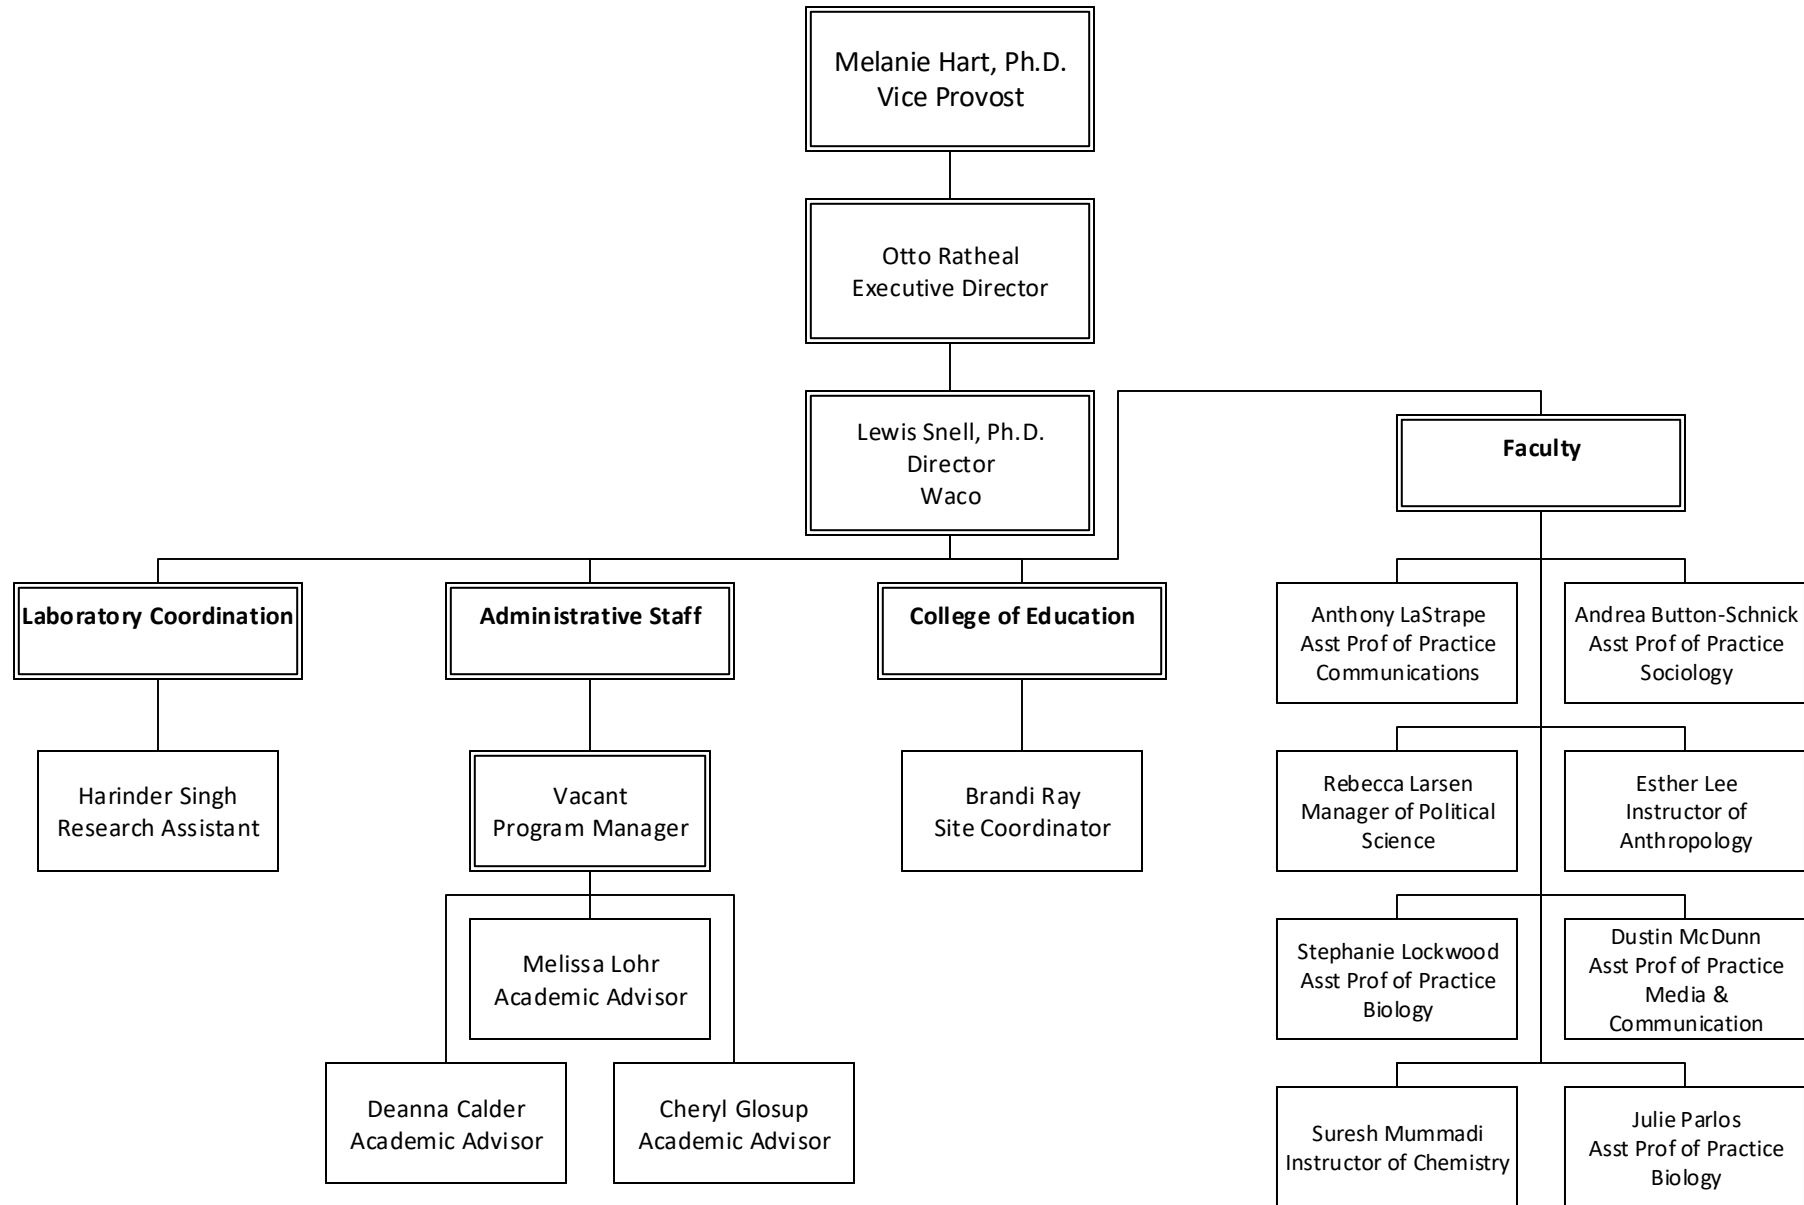 Melanie Hart, Ph.D.
Vice Provost
Otto Ratheal
Executive Director
Lewis Snell, Ph.D.
Director
Waco
Faculty
Laboratory Coordination
Administrative Staff
College of Education
Anthony LaStrape
Asst Prof of Practice
Communications
Andrea Button-Schnick
Asst Prof of Practice
Sociology
Harinder Singh
Research Assistant
Vacant
Program Manager
Brandi Ray
Site Coordinator
Rebecca Larsen
Manager of Political
Science
Esther Lee
Instructor of
Anthropology
Melissa Lohr
Academic Advisor
Stephanie Lockwood
Asst Prof of Practice
Biology
Dustin McDunn
Asst Prof of Practice
Media &
Communication
Deanna Calder
Academic Advisor
Cheryl Glosup
Academic Advisor
Suresh Mummadi
Instructor of Chemistry
Julie Parlos
Asst Prof of Practice
Biology